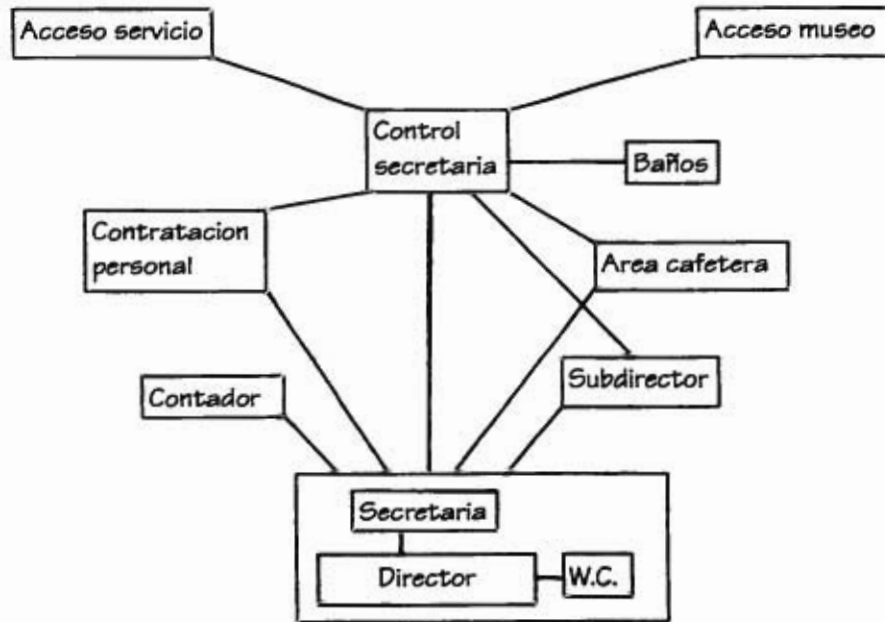 Acceso servicio
Acceso museo
Control
secretaria
Baños
Contratacion
personal
Area cafetera
Subdirector
Contador
Secretaria
Director
W.C.